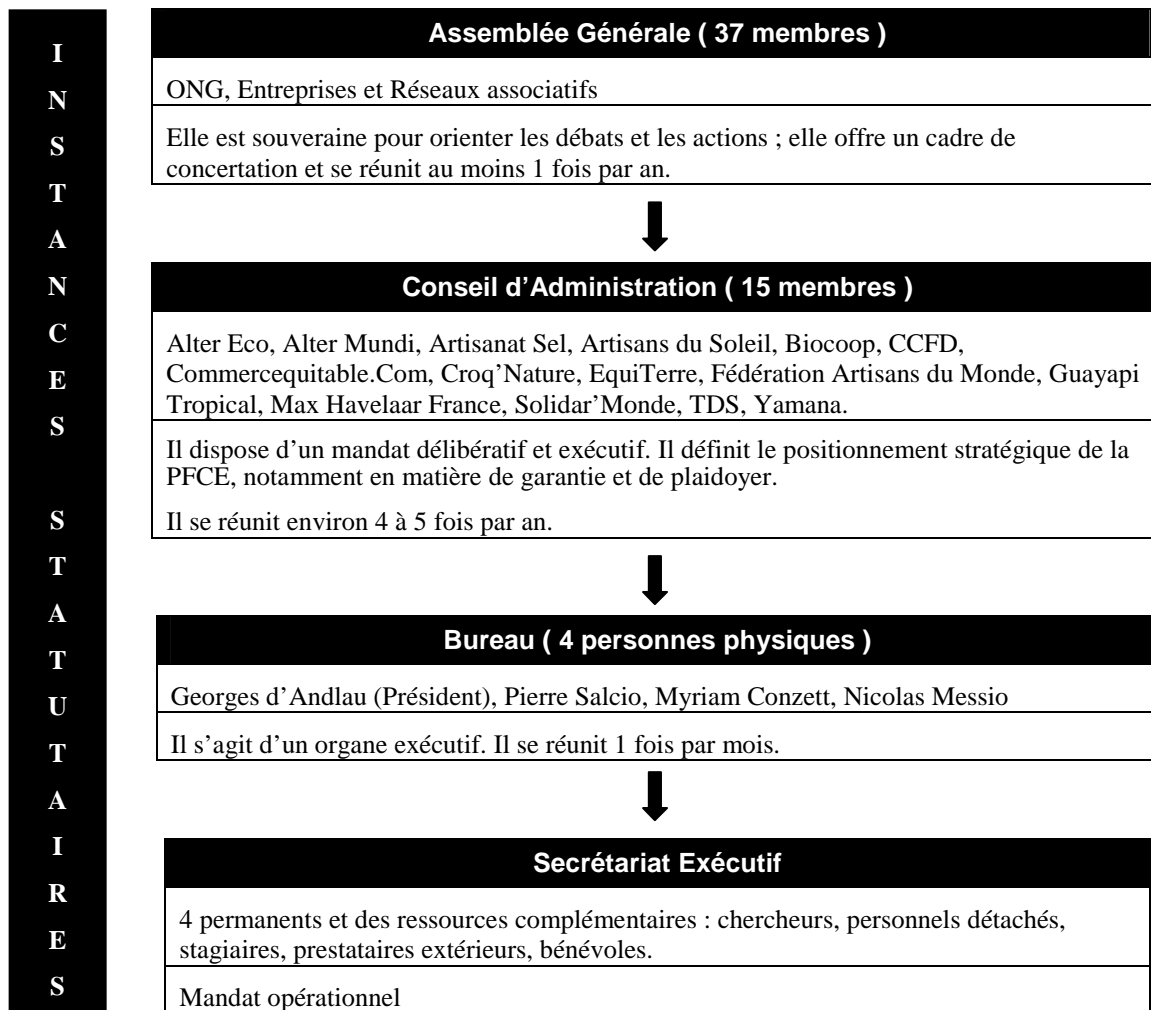 INSTANCES STATUTAIRES
Assemblée Générale ( 37 membres )
ONG, Entreprises et Réseaux associatifs
Elle est souveraine pour orienter les débats et les actions ; elle offre un cadre de
concertation et se réunit au moins 1 fois par an.
Conseil d’Administration ( 15 membres )
Alter Eco, Alter Mundi, Artisanat Sel, Artisans du Soleil, Biocoop, CCFD,
Commercequitable.Com, Croq’Nature, EquiTerre, Fédération Artisans du Monde, Guayapi
Tropical, Max Havelaar France, Solidar’Monde, TDS, Yamana.
Il dispose d’un mandat délibératif et exécutif. Il définit le positionnement stratégique de la
PFCE, notamment en matière de garantie et de plaidoyer.
Il se réunit environ 4 à 5 fois par an.
Bureau ( 4 personnes physiques )
Georges d’Andlau (Président), Pierre Salcio, Myriam Conzett, Nicolas Messio
Il s’agit d’un organe exécutif. Il se réunit 1 fois par mois.
Secrétariat Exécutif
4 permanents et des ressources complémentaires : chercheurs, personnels détachés,
stagiaires, prestataires extérieurs, bénévoles.
Mandat opérationnel